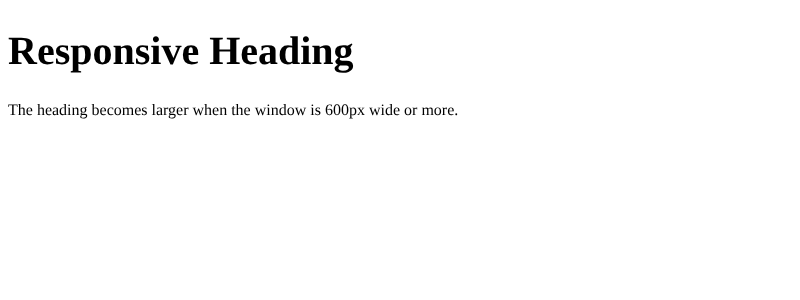 Responsive Heading
The heading becomes larger when the window is 600px wide or more.